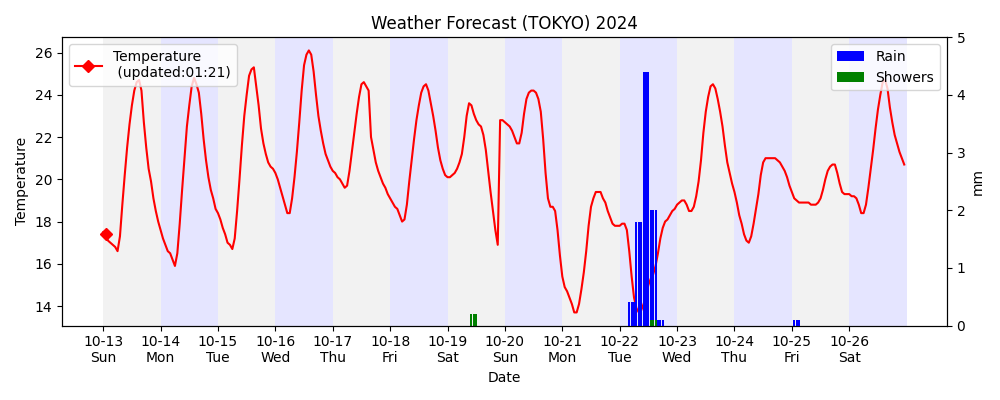 Weather Forecast (TOKYO) 2024
Temperature
(updated:01:21)
Rain
Showers
26
24
22
20
18
16
14
Temperature
5
4
3
2
1
0
mm
10-13 10-14 10-15 10-16 10-17 10-18 10-19 10-20 10-21 10-22 10-23 10-24 10-25 10-26
Sun Mon Tue Wed Thu Fri Sat Sun Mon Tue Wed Thu Fri Sat
Date